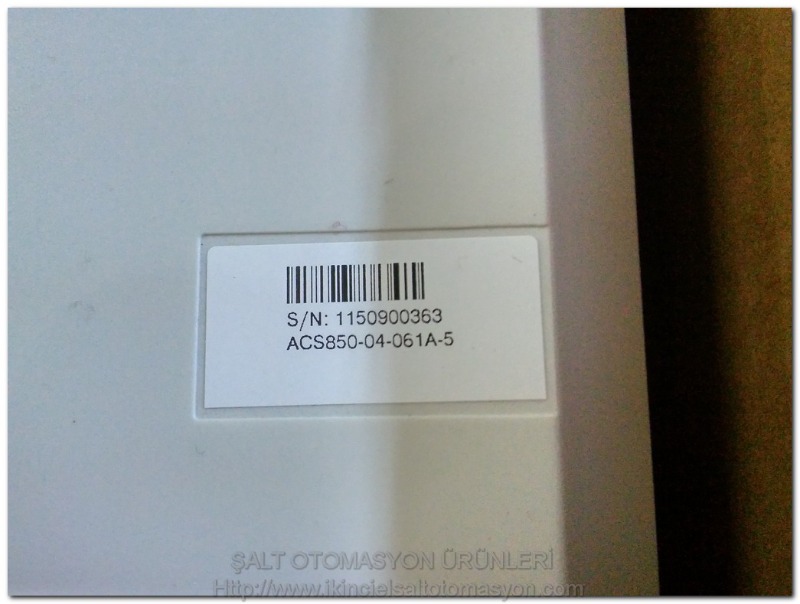 S/N: 1150900363
ACS850-04-061A-5
ŞALT OTOMASYON ÜRÜNLERİ
Http://www.ikincielsaltotomasyon.com